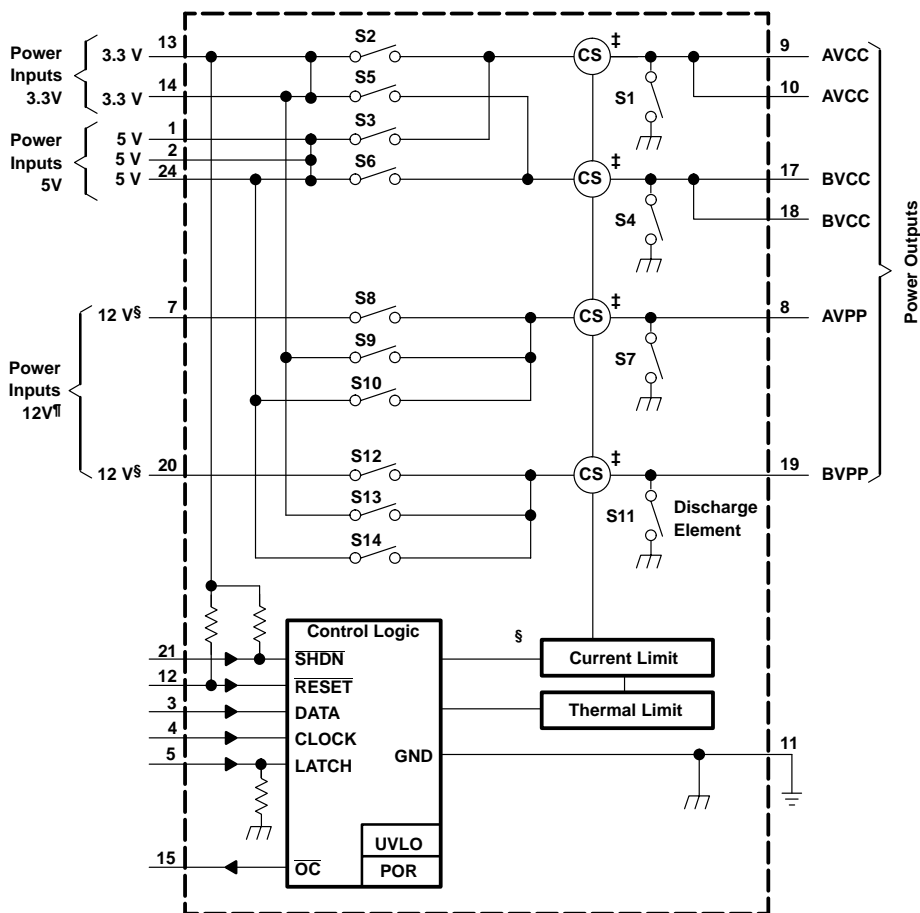 S2
‡
13
9
Power
Inputs
3.3V
3.3 V
CS
AVCC
14
S5
10
3.3 V
S1
AVCC
1
S3
Power
Inputs
5V
5 V
2
5 V
24
S6
‡
17
5 V
CS
BVCC
18
S4
BVCC
Power Outputs
S8
‡
7
8
12 V§
CS
AVPP
S9
S7
Power
Inputs
12V¶
S10
S12
‡
20
19
12 V§
CS
BVPP
S13
S11
Discharge
Element
S14
Control Logic
§
21
SHDN
Current Limit
12
RESET
3
DATA
Thermal Limit
4
CLOCK
11
5
LATCH
GND
UVLO
15
OC
POR